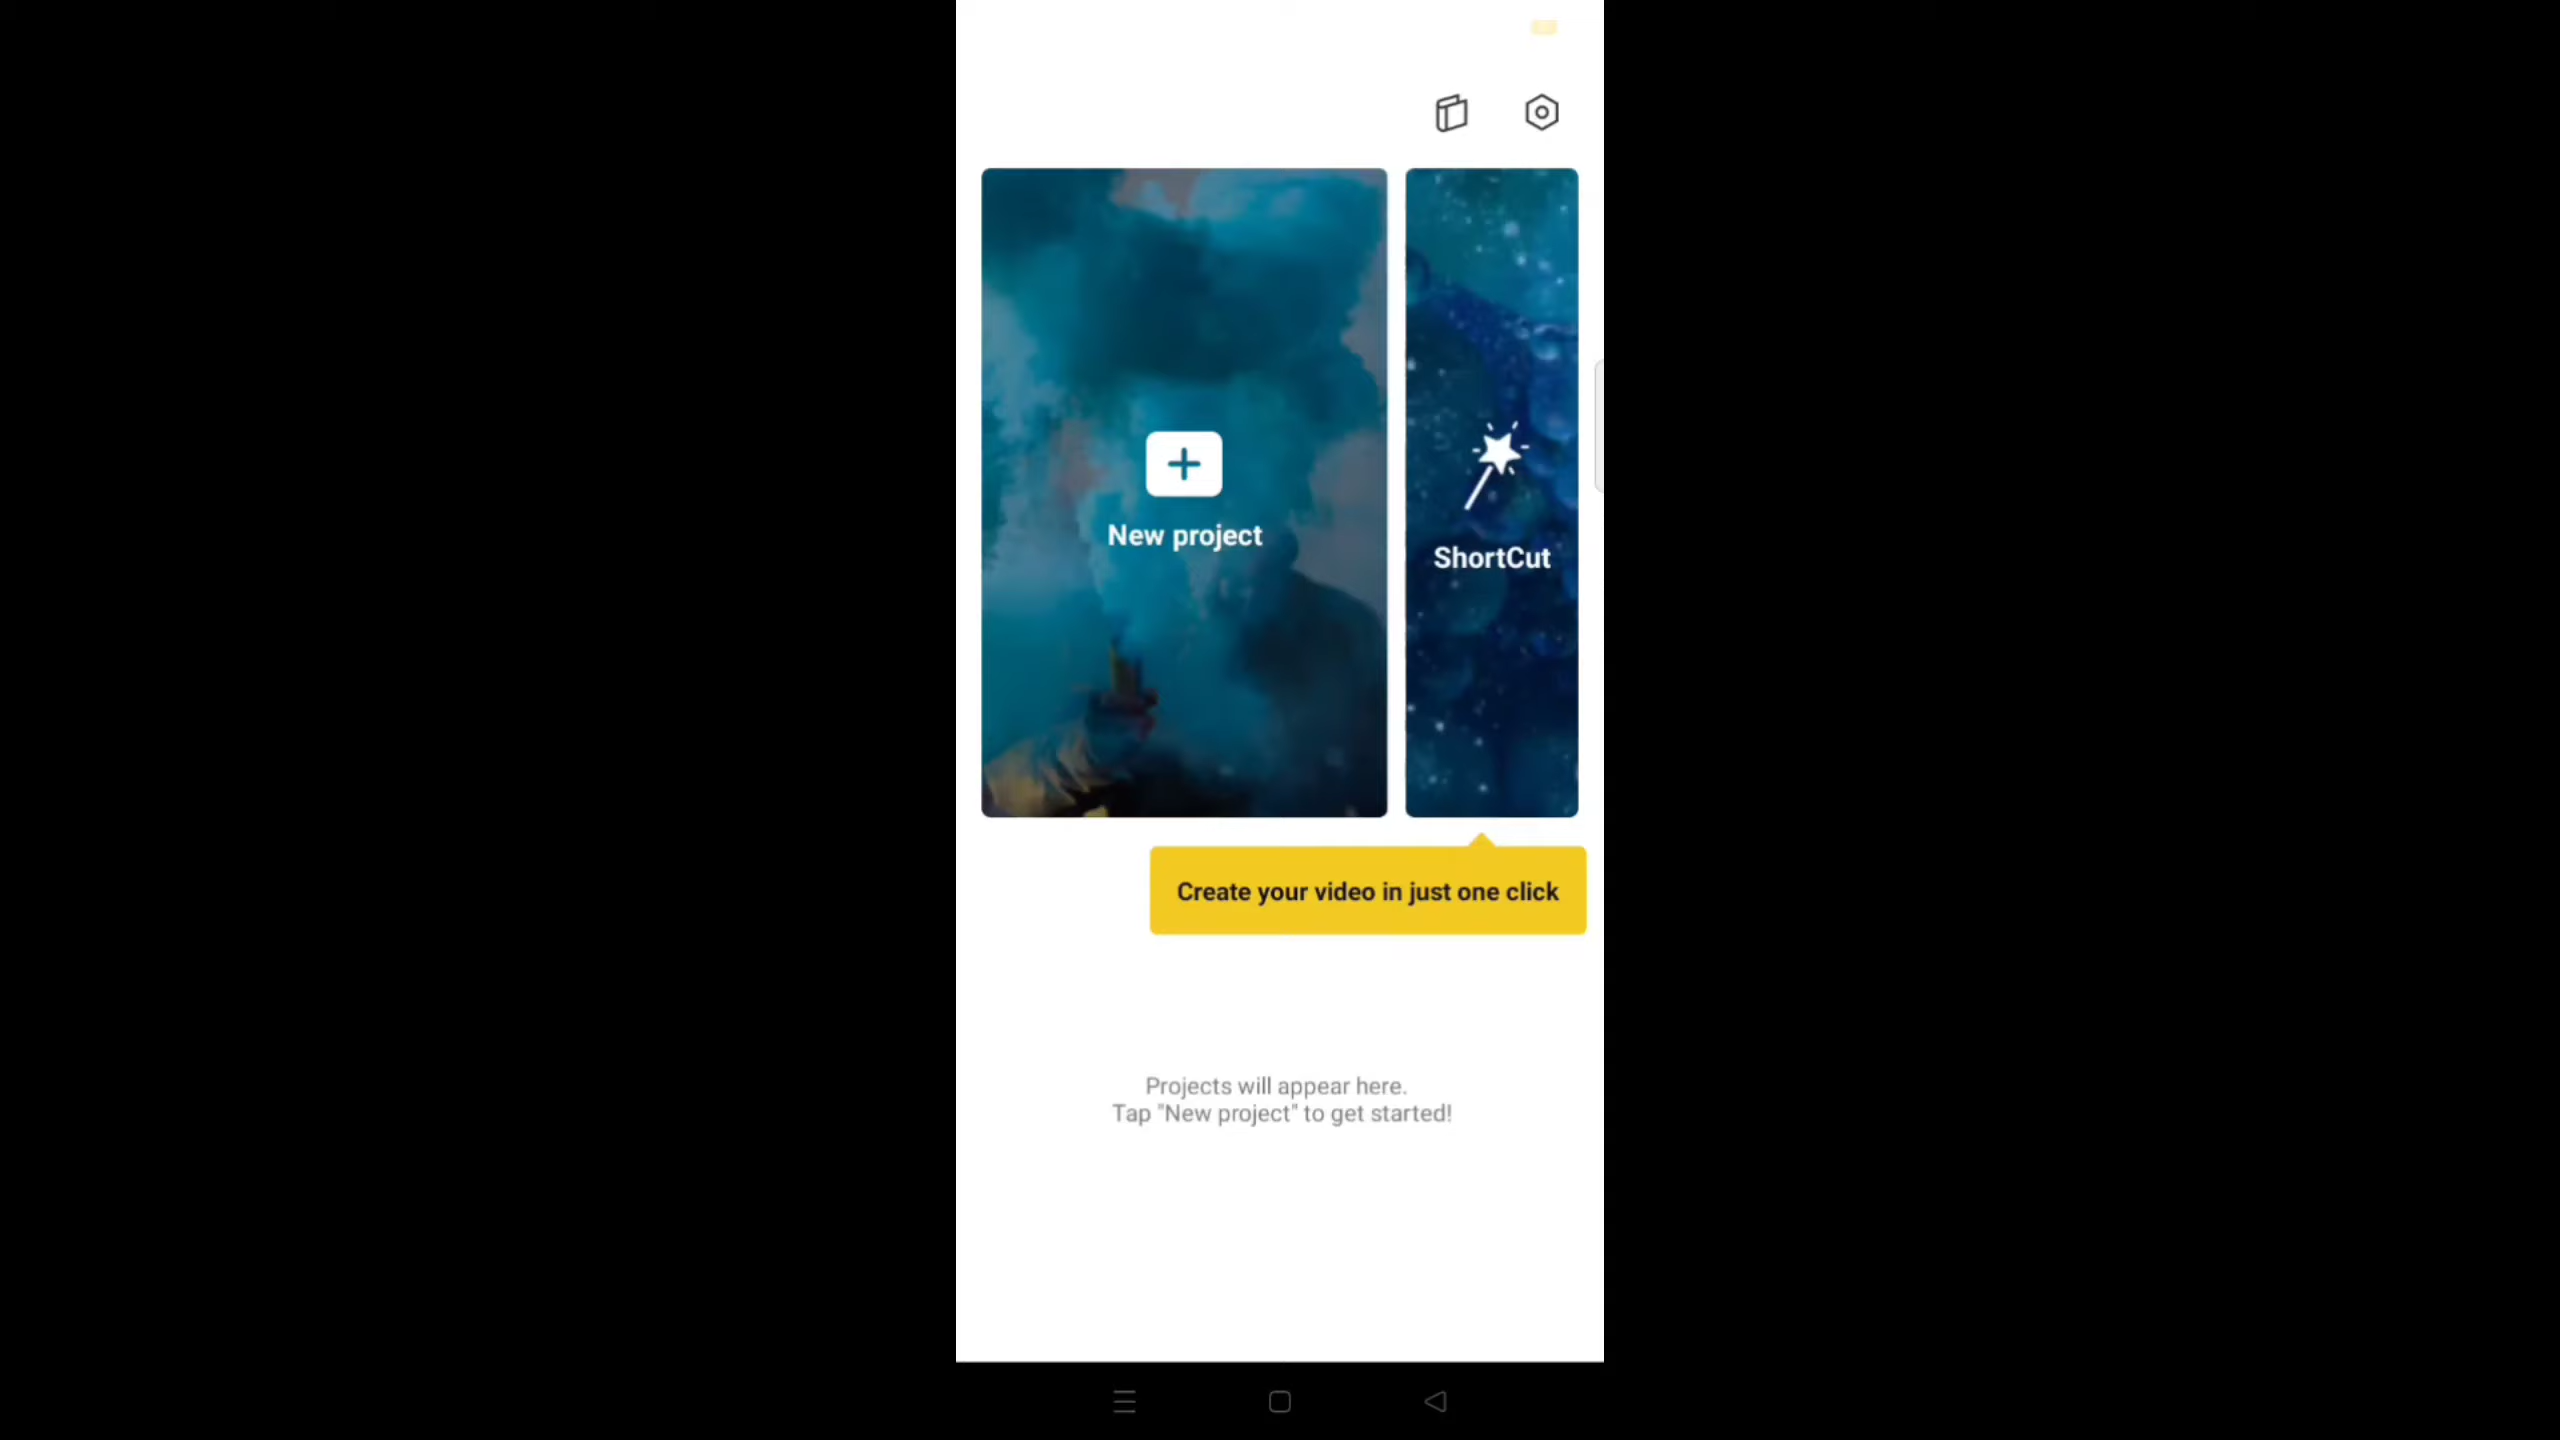 New project
ShortCut
Create your video in just one click
Projects will appear here.
Tap "New project" to get started!